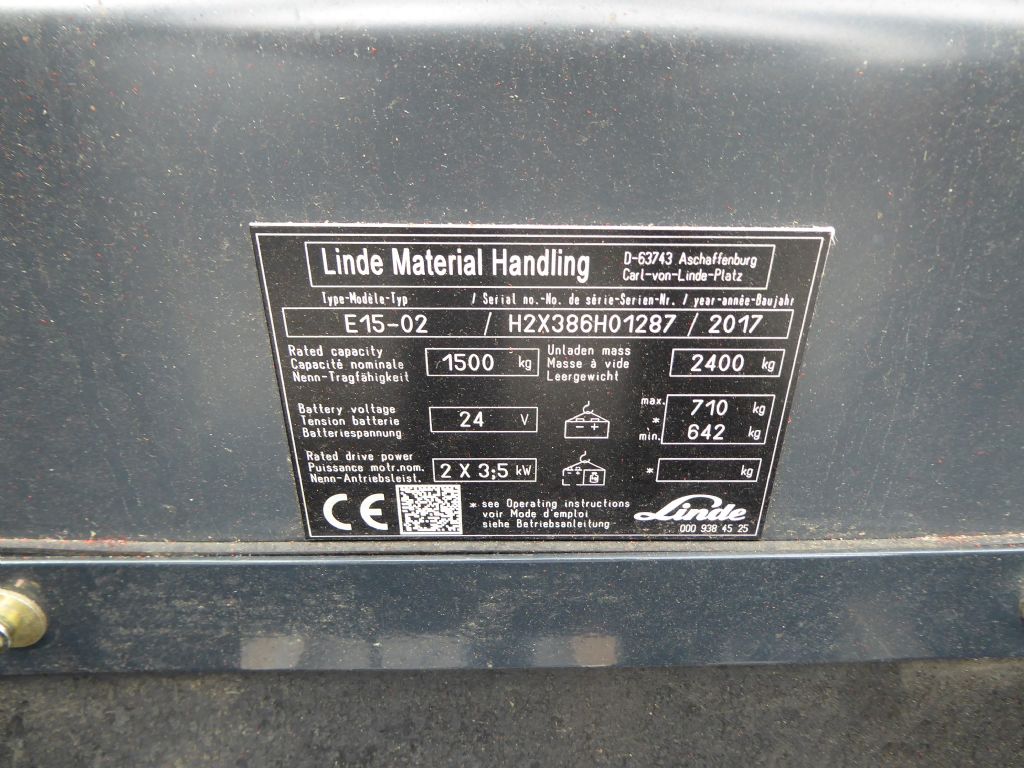 Linde Material Handling D-63743 Aschaffenburg
Carl-von-Linde-Platz
Type-Modèle-Typ / Serial no.-No. de série-Serien-Nr. / year-année-Baujahr
E15-02 / H2X386H01287 / 2017
Rated capacity
Capacité nominale
Nenn-Tragfähigkeit
1500 kg
Unladen mass
Masse à vide
Leergewicht
2400 kg
Battery voltage
Tension batterie
Batteriespannung
24 V
max. 710 kg
*
min. 642 kg
Rated drive power
Puissance motr.nom.
Nenn-Antriebsleist.
2 X 3,5 kW
* kg
CE
* see Operating instructions
voir Mode d'emploi
siehe Betriebsanleitung
Linde
000 938 45 25